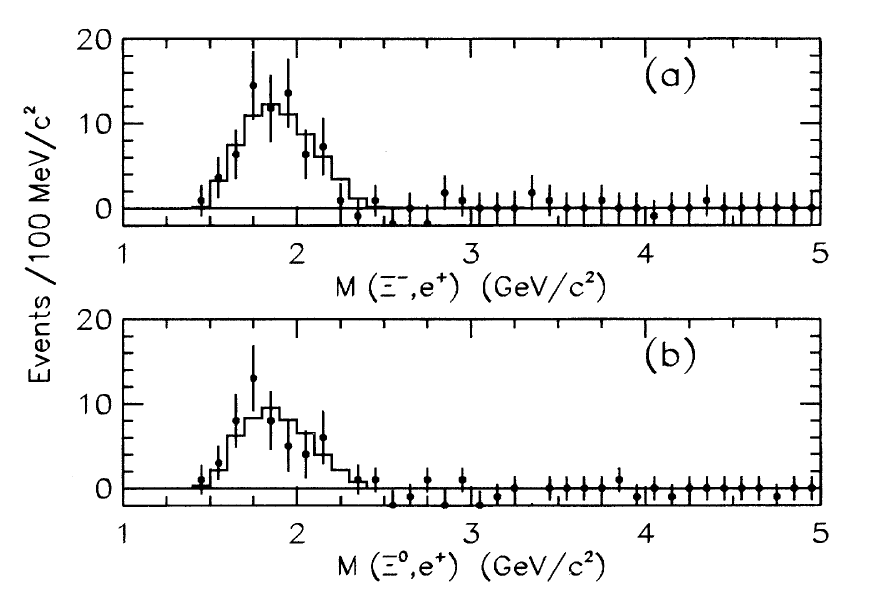 Events /100 MeV/c²
20
(a)
10
0
1 2 3 4 5
M (Ξ⁻,e⁺) (GeV/c²)
20
(b)
10
0
1 2 3 4 5
M (Ξ⁰,e⁺) (GeV/c²)